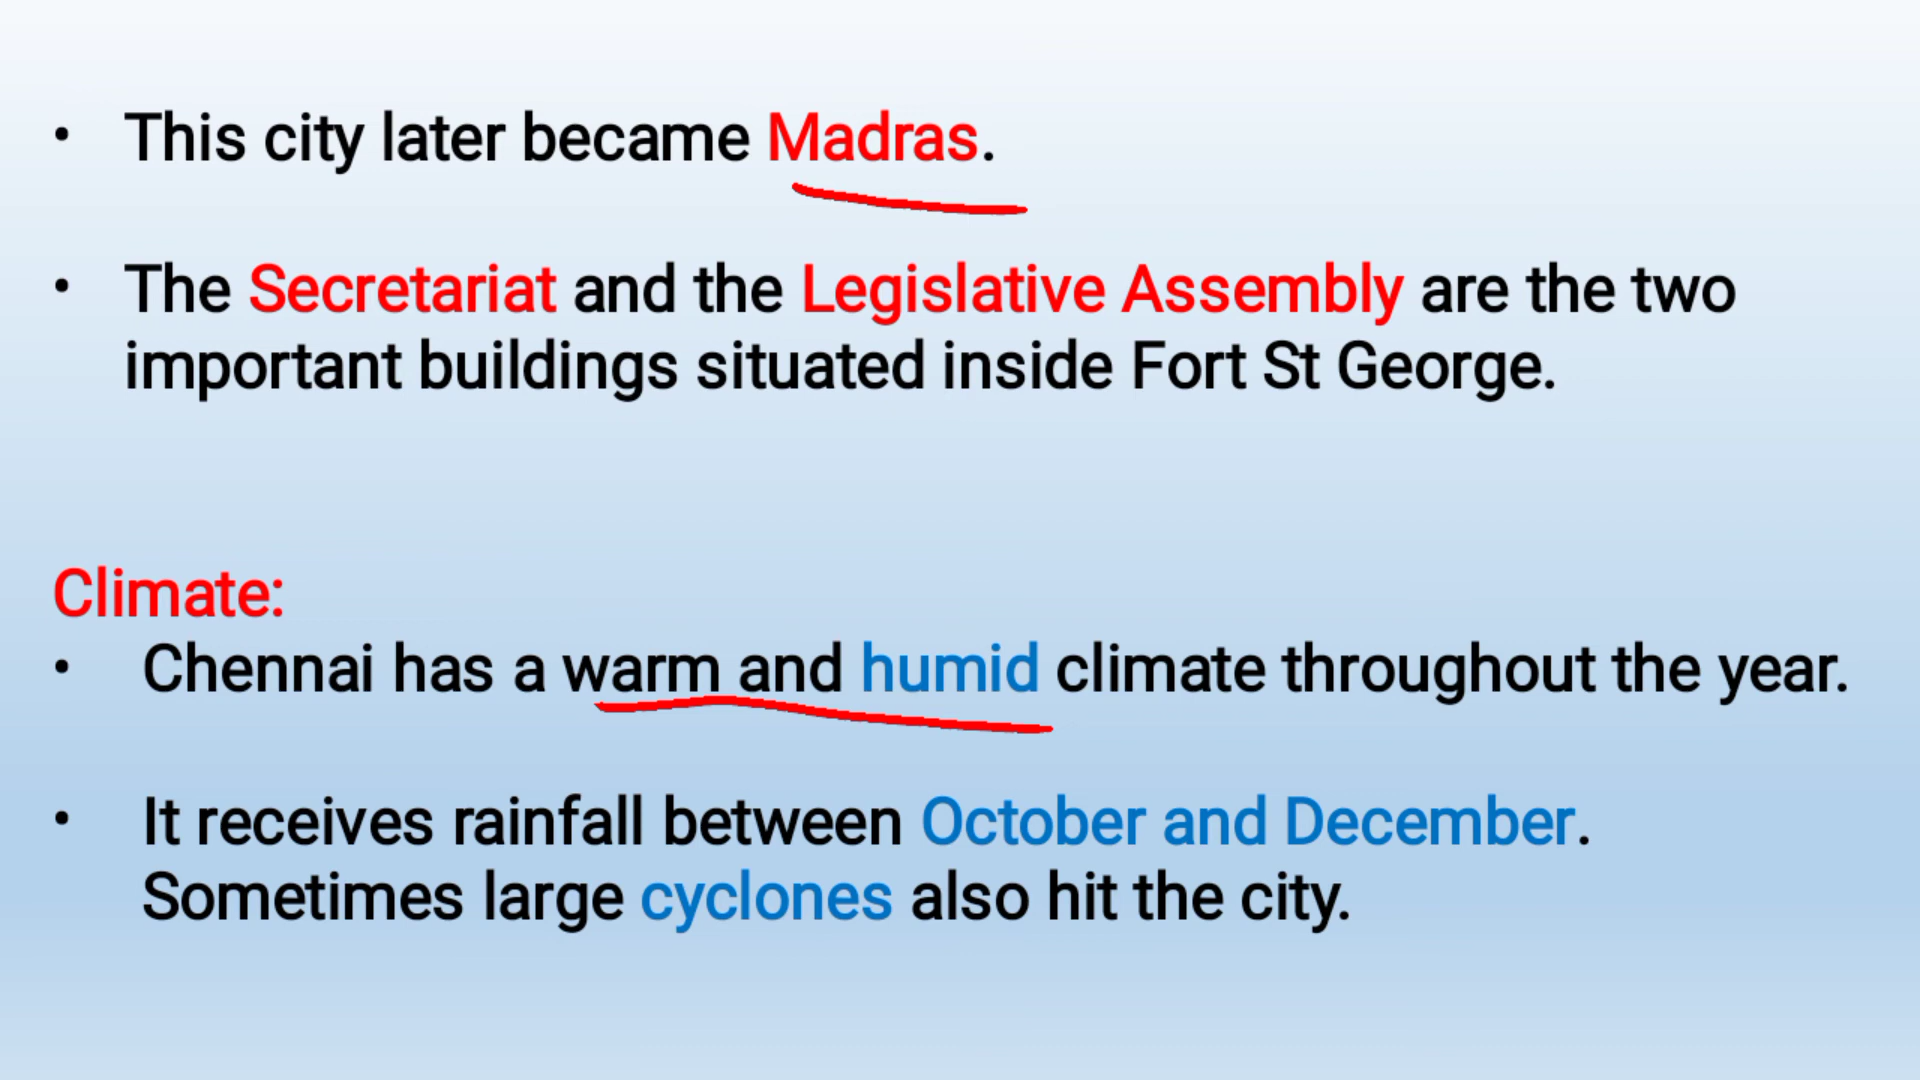 • This city later became Madras.
• The Secretariat and the Legislative Assembly are the two
important buildings situated inside Fort St George.
Climate:
• Chennai has a warm and humid climate throughout the year.
• It receives rainfall between October and December.
Sometimes large cyclones also hit the city.